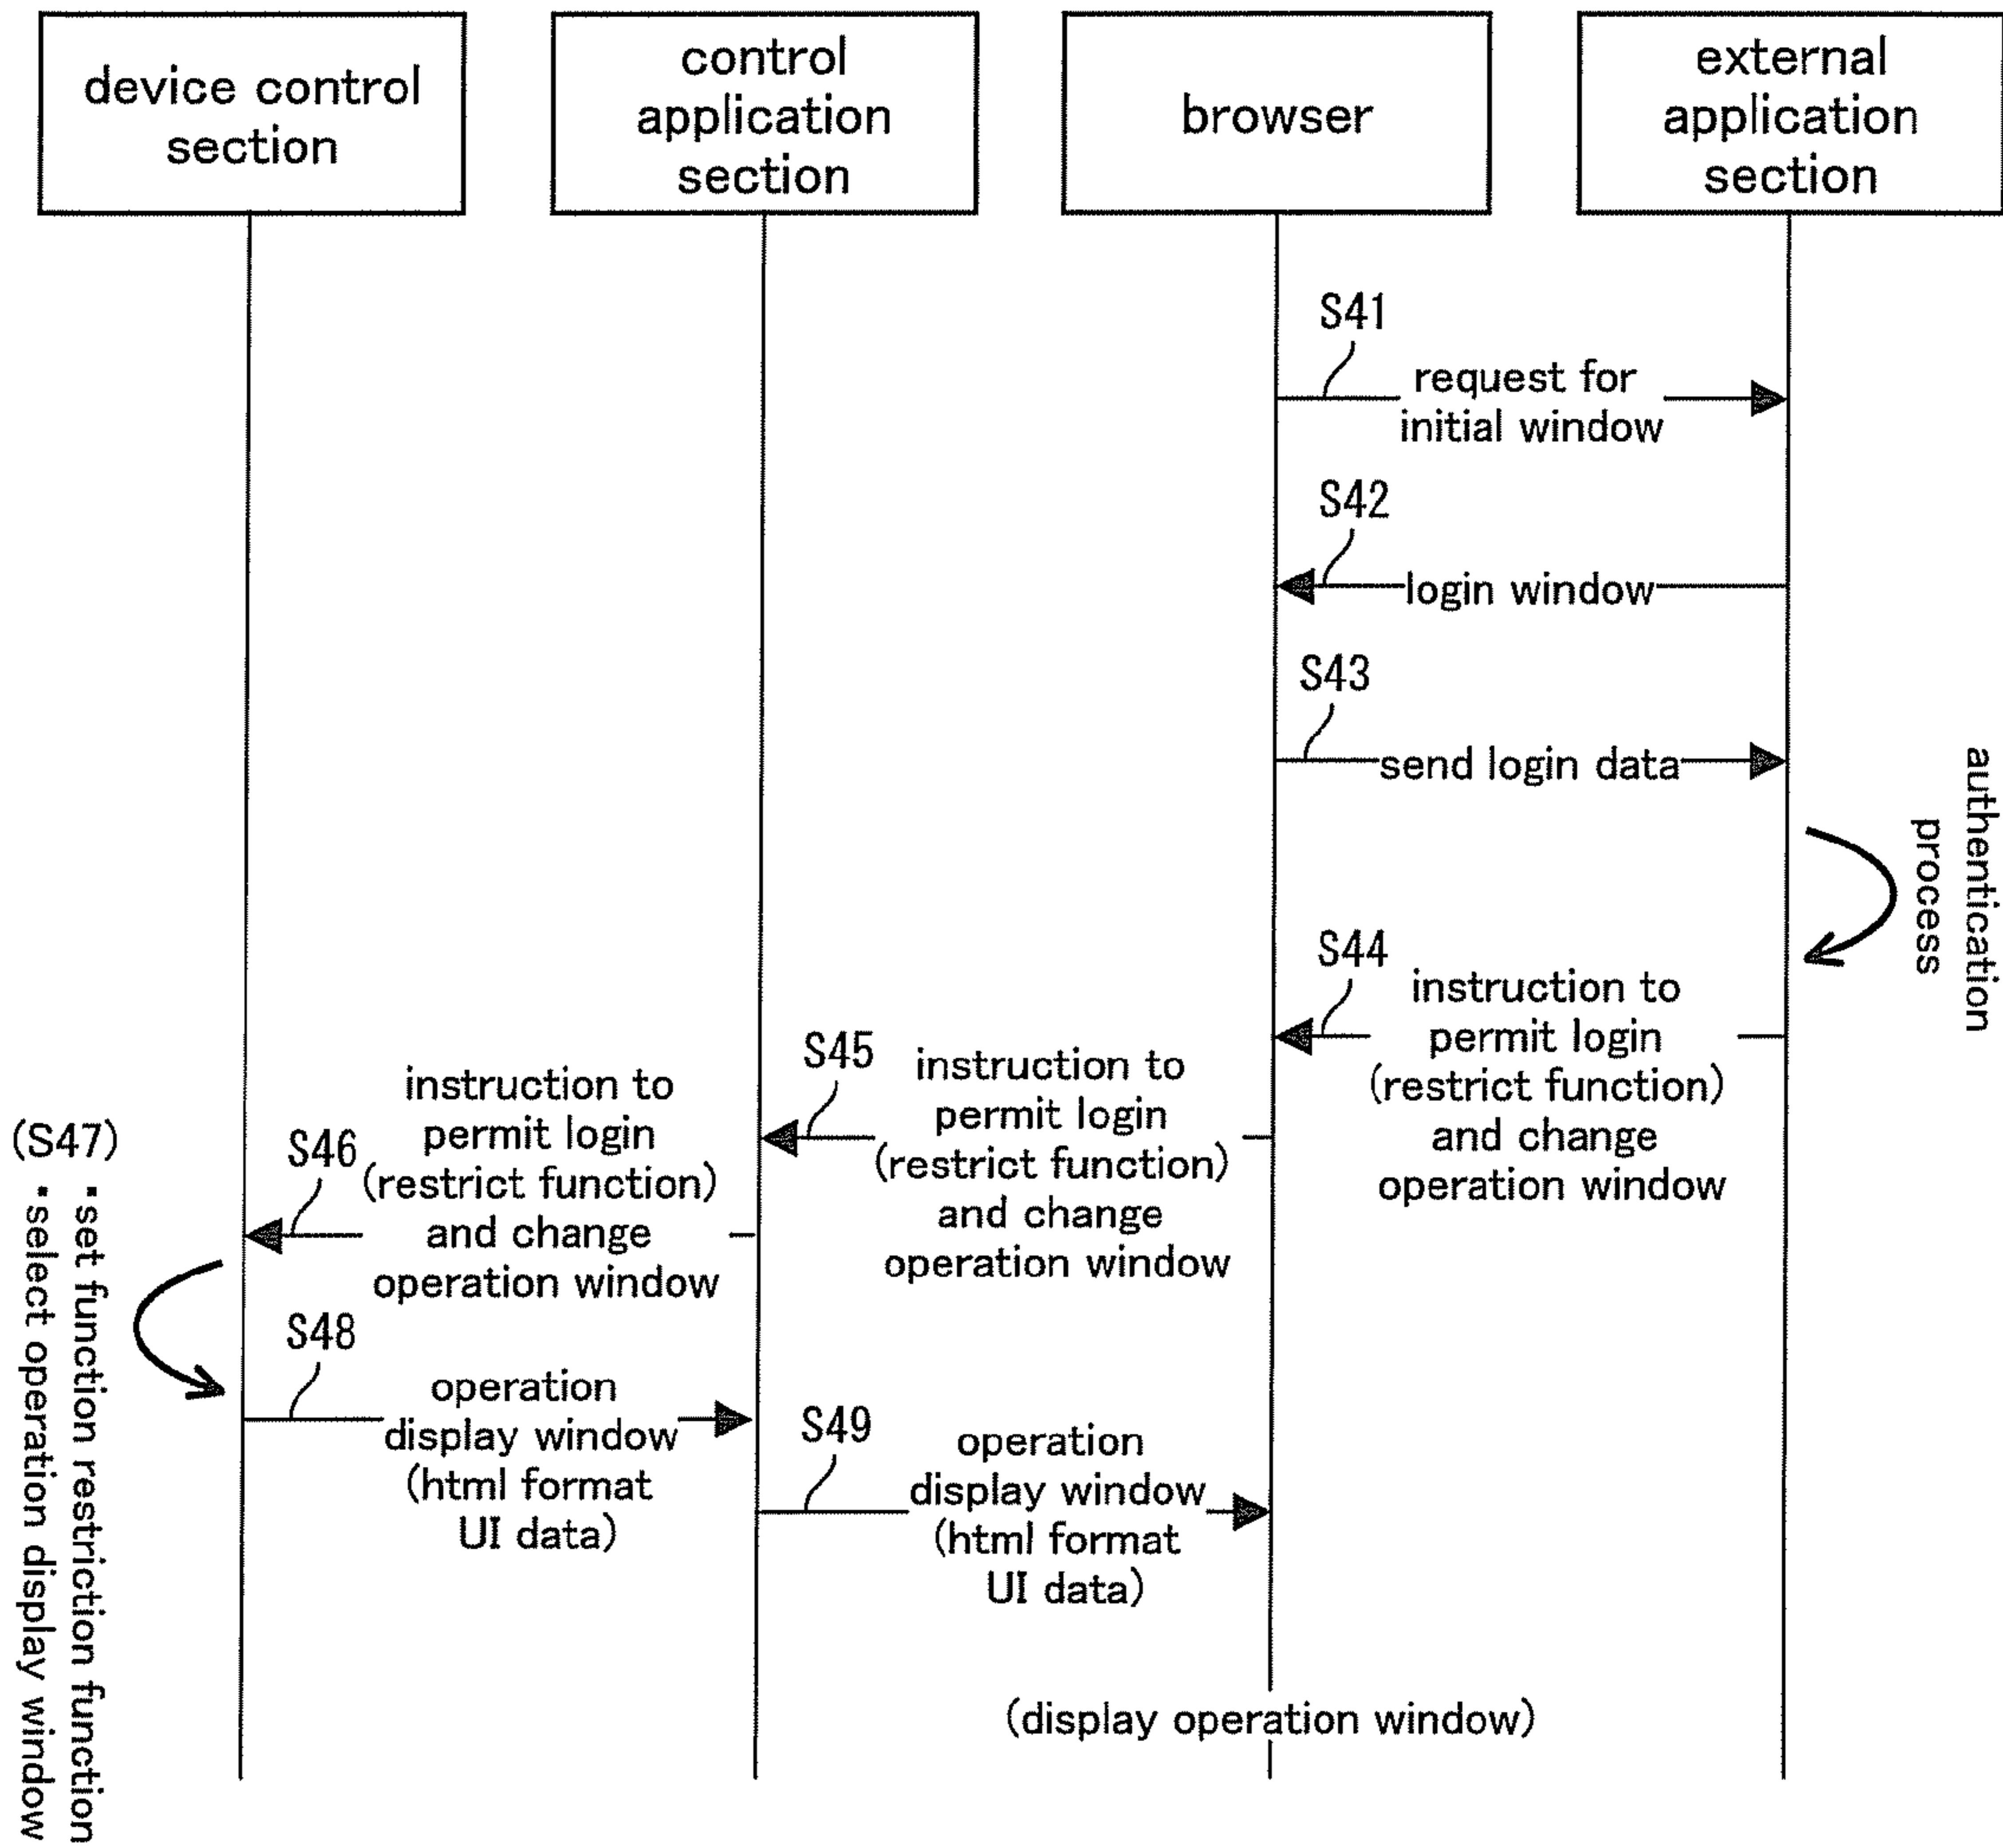 device control
section
control
application
section
browser
external
application
section
S41
request for
initial window
S42
login window
S43
send login data
authentication
process
S44
instruction to
permit login
(restrict function)
and change
operation window
S45
instruction to
permit login
(restrict function)
and change
operation window
S46
instruction to
permit login
(restrict function)
and change
operation window
(S47)
▪set function restriction function
▪select operation display window
S48
operation
display window
(html format
UI data)
S49
operation
display window
(html format
UI data)
(display operation window)